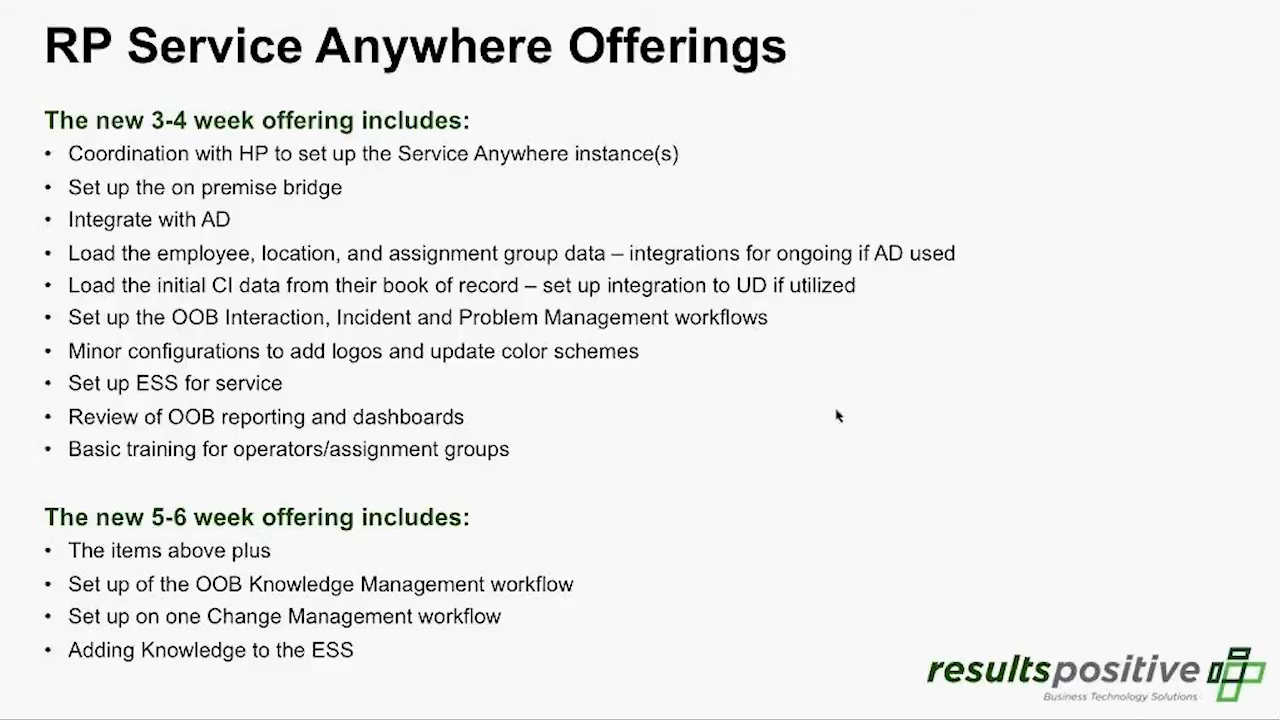 RP Service Anywhere Offerings
The new 3-4 week offering includes:
• Coordination with HP to set up the Service Anywhere instance(s)
• Set up the on premise bridge
• Integrate with AD
• Load the employee, location, and assignment group data – integrations for ongoing if AD used
• Load the initial CI data from their book of record – set up integration to UD if utilized
• Set up the OOB Interaction, Incident and Problem Management workflows
• Minor configurations to add logos and update color schemes
• Set up ESS for service
• Review of OOB reporting and dashboards
• Basic training for operators/assignment groups
The new 5-6 week offering includes:
• The items above plus
• Set up of the OOB Knowledge Management workflow
• Set up on one Change Management workflow
• Adding Knowledge to the ESS
resultspositive
Business Technology Solutions